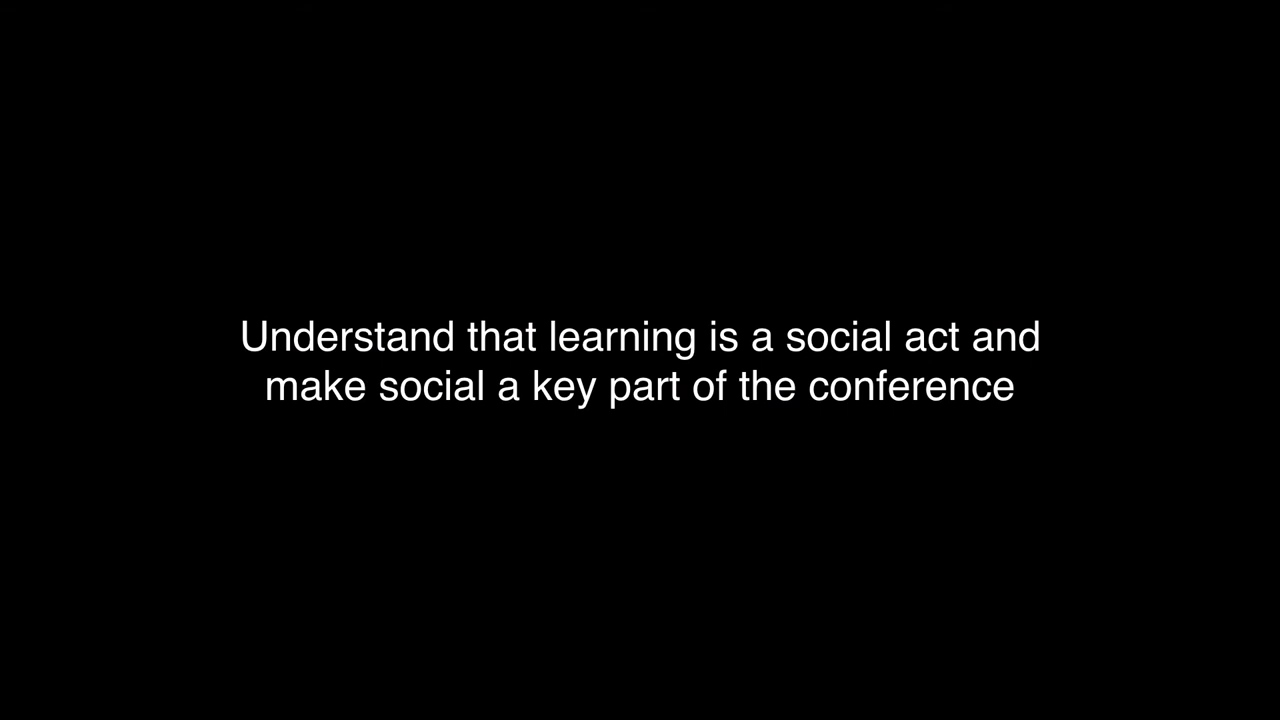 Understand that learning is a social act and
make social a key part of the conference